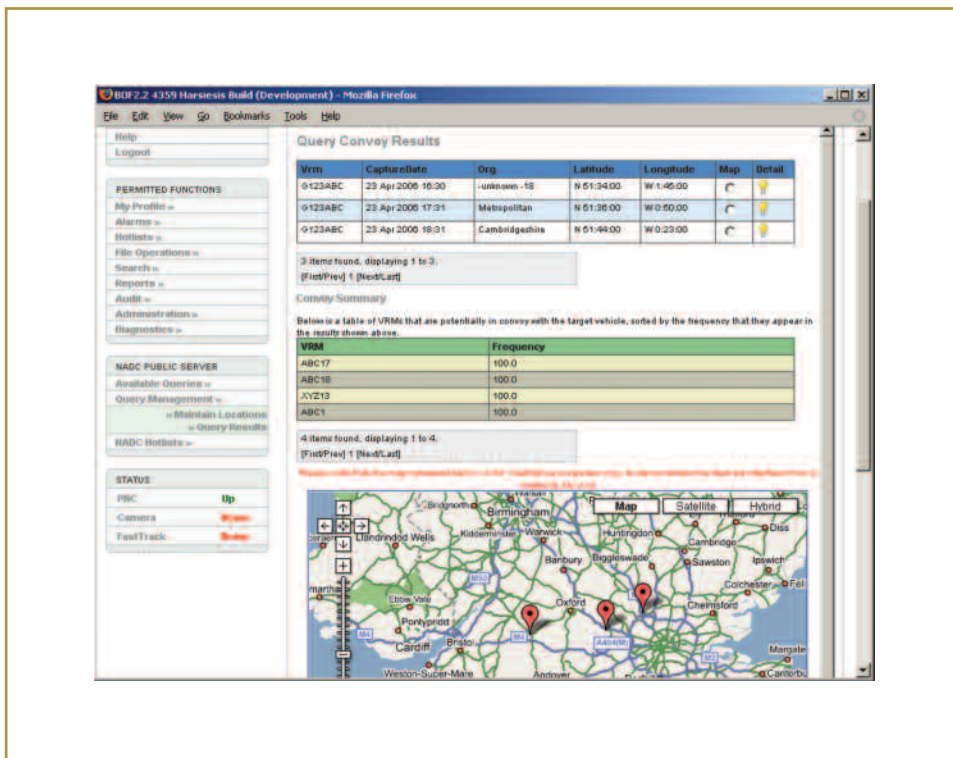 BOF2.2 4359 Harsiesis Build (Development) - Mozilla Firefox
File Edit View Go Bookmarks Tools Help
Help
Logout
PERMITTED FUNCTIONS
My Profile »
Alarms »
Hotlists »
File Operations »
Search »
Reports »
Audit »
Administration »
Diagnostics »
NADC PUBLIC SERVER
Available Queries »
Query Management »
» Maintain Locations
» Query Results
NADC Hotlists »
STATUS
PNC Up
Camera
FastTrack
Query Convoy Results
Vrm CaptureDate Org Latitude Longitude Map Detail
G123ABC 23 Apr 2006 16:30 -unknown -18 N 51:34:00 W 1:46:00
G123ABC 23 Apr 2006 17:31 Metropolitan N 51:36:00 W 0:50:00
G123ABC 23 Apr 2006 18:31 Cambridgeshire N 51:44:00 W 0:23:00
3 items found, displaying 1 to 3.
[First/Prev] 1 [Next/Last]
Convoy Summary
Below is a table of VRMs that are potentially in convoy with the target vehicle, sorted by the frequency that they appear in
the results shown above.
VRM Frequency
ABC17 100.0
ABC18 100.0
XYZ13 100.0
ABC1 100.0
4 items found, displaying 1 to 4.
[First/Prev] 1 [Next/Last]
Map Satellite Hybrid
Bridgnorth
Birmingham
Diss
Llandrindod Wells
Kidderminster
Warwick
Huntingdon
Cambridge
Banbury
Biggleswade
Sawston
Ipswich
M50
Colchester
Fel
Ebbw Vale
Oxford
Chelmsford
Pontypridd
M4
Cardiff
Bristol
M4
A404(M)
M2
Margate
Weston-Super-Mare
Andover
Canterbu